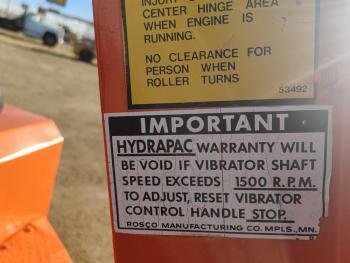 CENTER HINGE AREA
WHEN ENGINE IS
RUNNING.
NO CLEARANCE FOR
PERSON WHEN
ROLLER TURNS
53492
IMPORTANT
HYDRAPAC WARRANTY WILL
BE VOID IF VIBRATOR SHAFT
SPEED EXCEEDS 1500 R.P.M.
TO ADJUST, RESET VIBRATOR
CONTROL HANDLE STOP.
ROSCO MANUFACTURING CO. MPLS., MN.